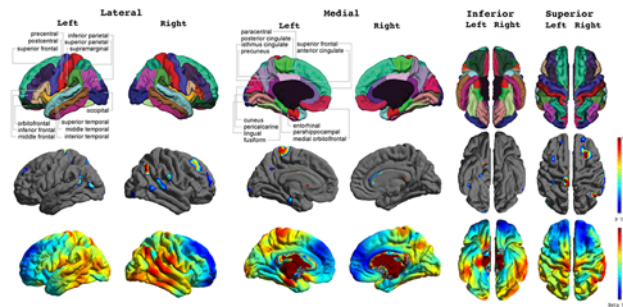 Lateral
Left Right
precentral
postcentral
superior frontal
inferior parietal
superior parietal
supramarginal
orbitofrontal
inferior frontal
middle frontal
superior temporal
middle temporal
inferior temporal
occipital
Medial
Left Right
paracentral
posterior cingulate
isthmus cingulate
precuneus
superior frontal
anterior cingulate
cuneus
pericalcarine
lingual
fusiform
entorhinal
parahippocampal
medial orbitofrontal
Inferior
Left Right
Superior
Left Right